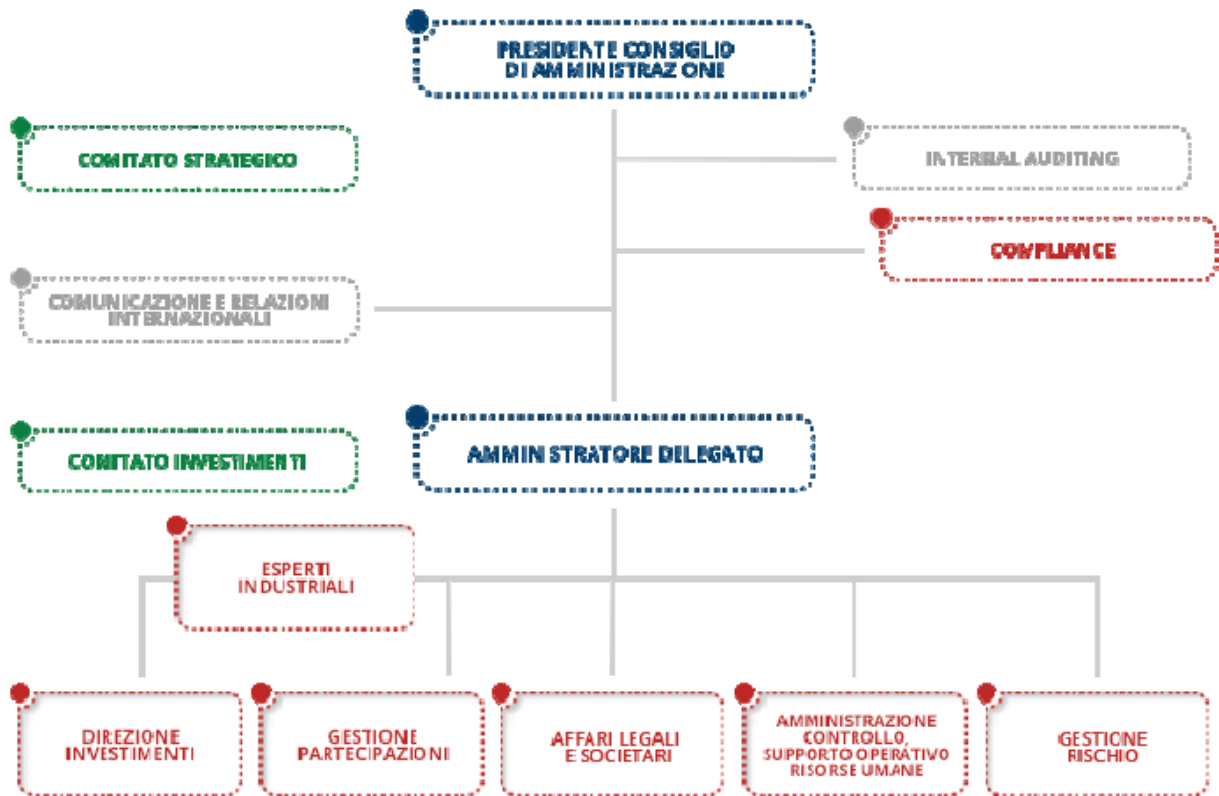 PRESIDENTE CONSIGLIO
DI AMMINISTRAZIONE
COMITATO STRATEGICO
INTERNAL AUDITING
COMPLIANCE
COMUNICAZIONE E RELAZIONI
INTERNAZIONALI
COMITATO INVESTIMENTI
AMMINISTRATORE DELEGATO
ESPERTI
INDUSTRIALI
DIREZIONE
INVESTIMENTI
GESTIONE
PARTECIPAZIONI
AFFARI LEGALI
E SOCIETARI
AMMINISTRAZIONE
CONTROLLO,
SUPPORTO OPERATIVO
RISORSE UMANE
GESTIONE
RISCHIO